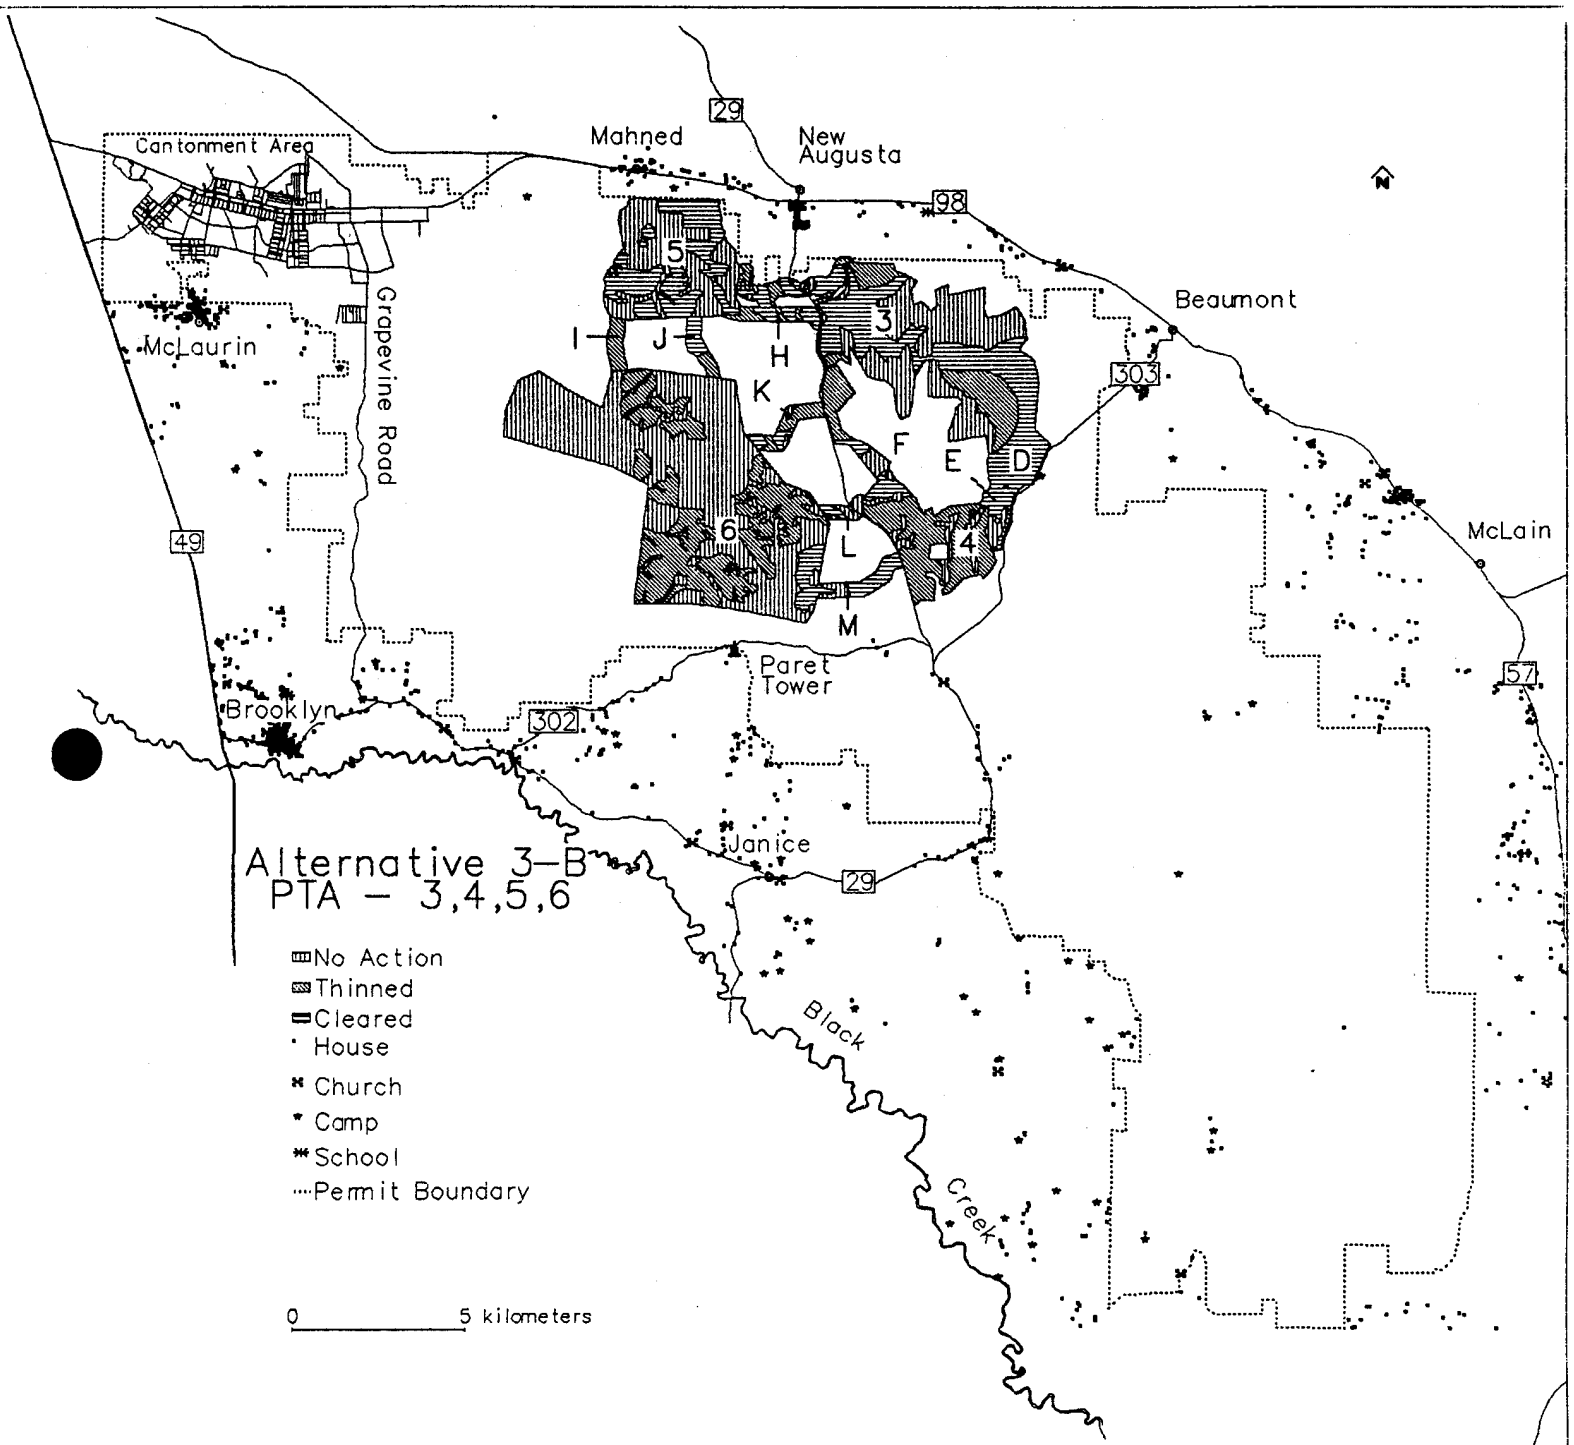 29
Mahned
New
Augusta
Cantonment Area
N
98
5
3
Beaumont
Grapevine Road
McLaurin
I
J
H
303
K
F
E
D
49
6
4
McLain
L
M
Paret
Tower
57
Brooklyn
302
Janice
29
Alternative 3-B
PTA - 3,4,5,6
No Action
Thinned
Cleared
House
Church
Camp
School
Permit Boundary
Black
Creek
0 5 kilometers